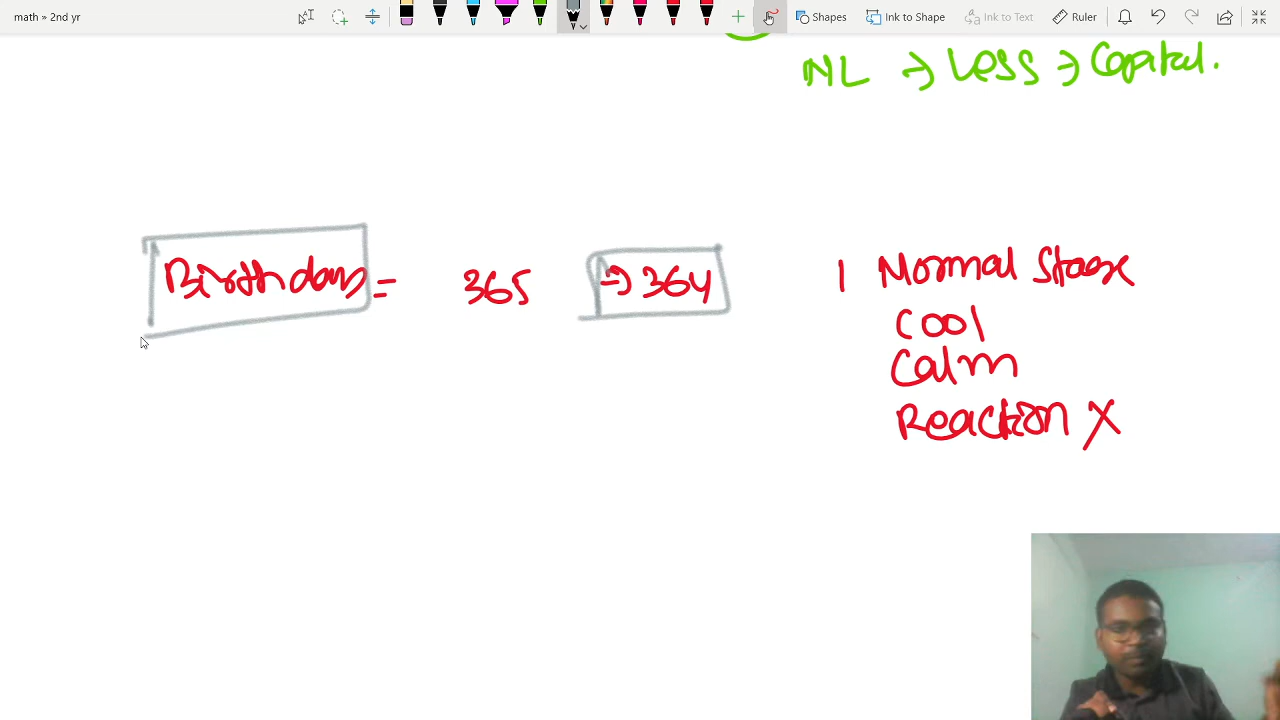 math » 2nd yr
Shapes
Ink to Shape
Ink to Text
Ruler
NL → Less → Capital.
Birthday = 365 → 364
1 Normal Stage
Cool
Calm
Reaction X